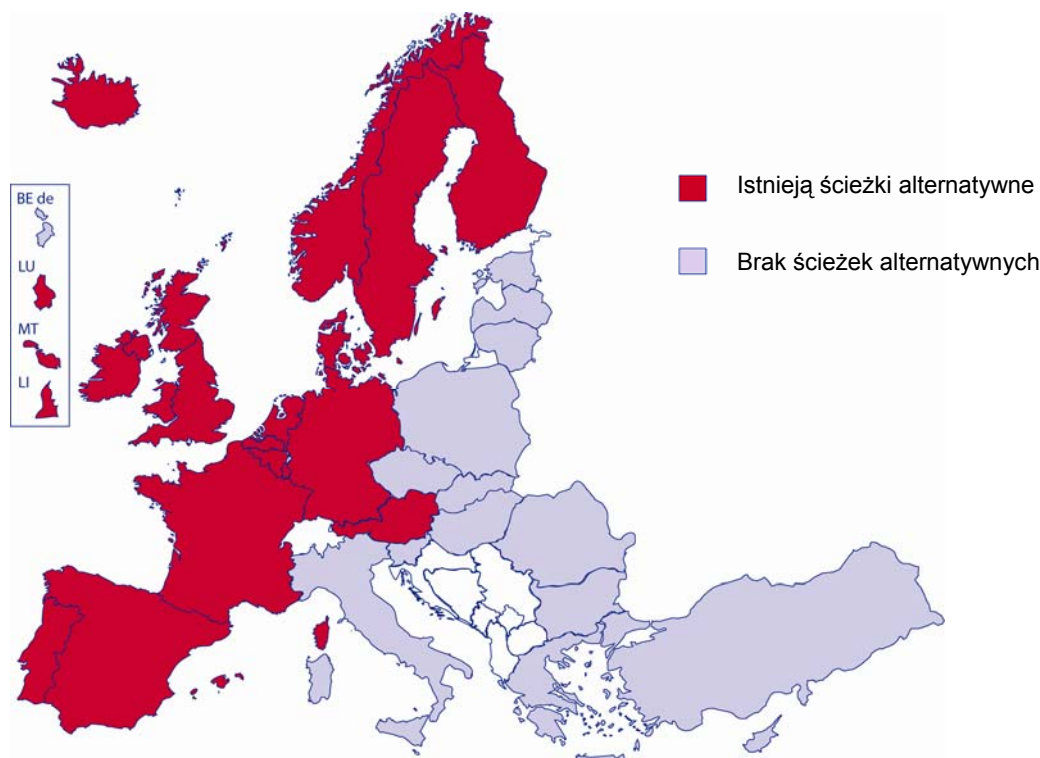 BE de
LU
MT
LI
Istnieją ścieżki alternatywne
Brak ścieżek alternatywnych